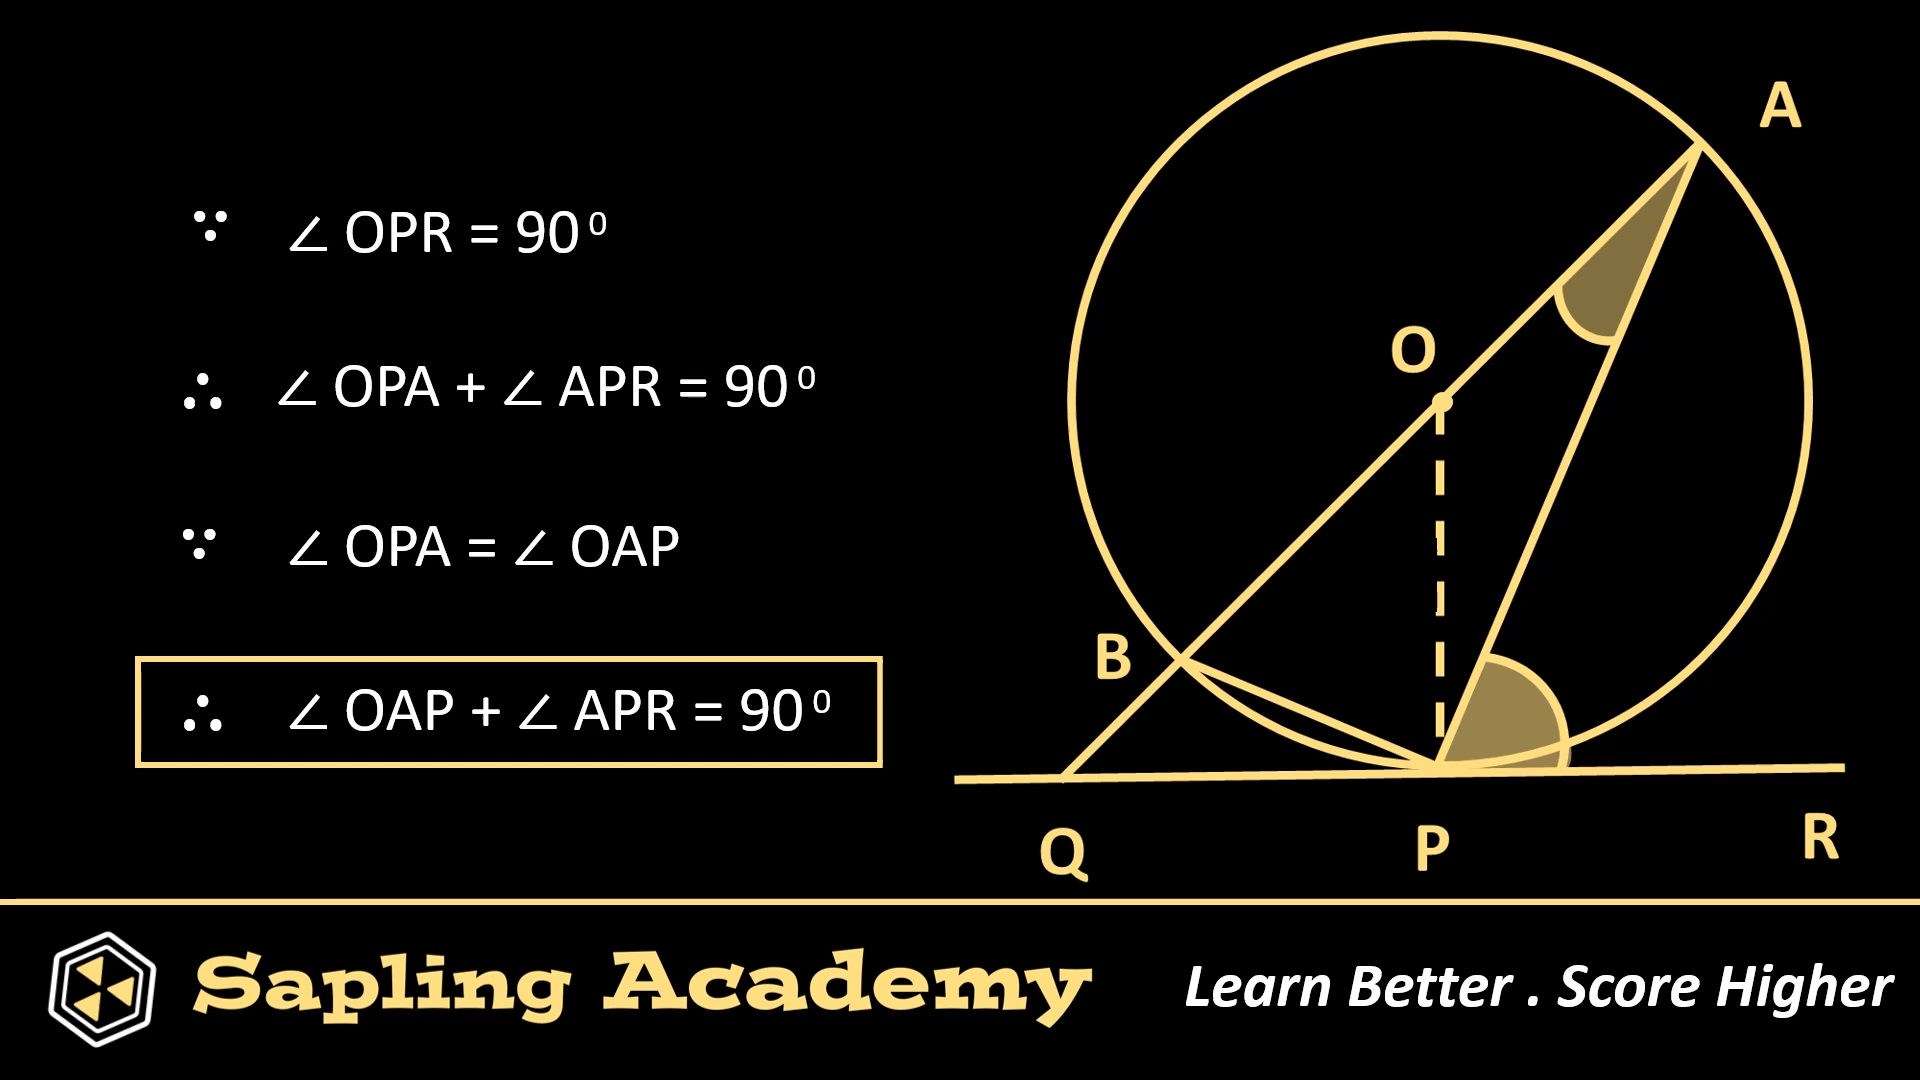 ∵ ∠ OPR = 90⁰
∴ ∠ OPA + ∠ APR = 90⁰
∵ ∠ OPA = ∠ OAP
∴ ∠ OAP + ∠ APR = 90⁰
A
O
B
Q
P
R
Sapling Academy
Learn Better . Score Higher